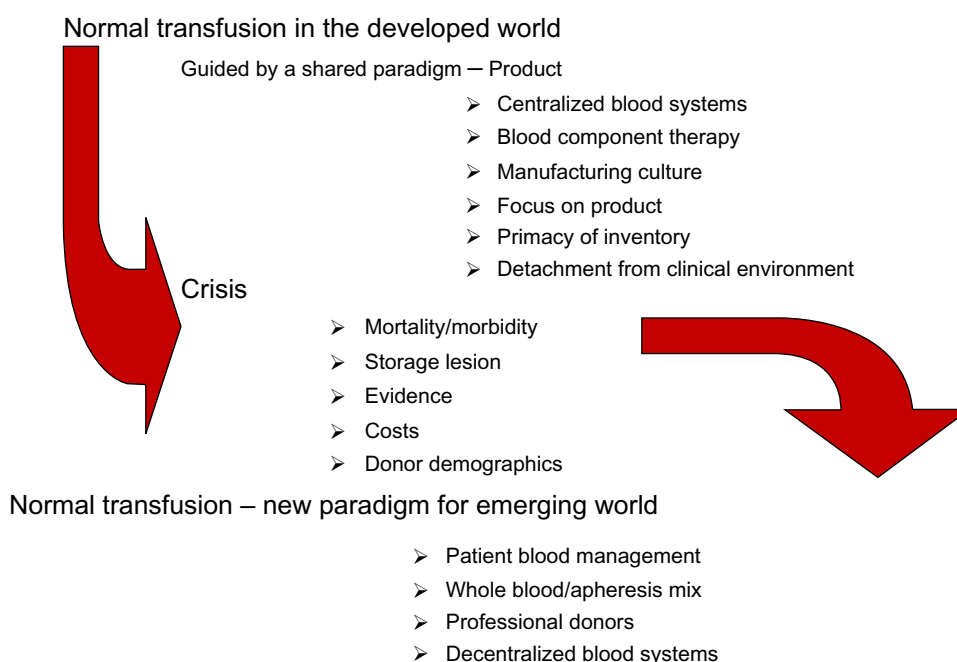 Normal transfusion in the developed world
Guided by a shared paradigm — Product
➢ Centralized blood systems
➢ Blood component therapy
➢ Manufacturing culture
➢ Focus on product
➢ Primacy of inventory
➢ Detachment from clinical environment
Crisis
➢ Mortality/morbidity
➢ Storage lesion
➢ Evidence
➢ Costs
➢ Donor demographics
Normal transfusion – new paradigm for emerging world
➢ Patient blood management
➢ Whole blood/apheresis mix
➢ Professional donors
➢ Decentralized blood systems